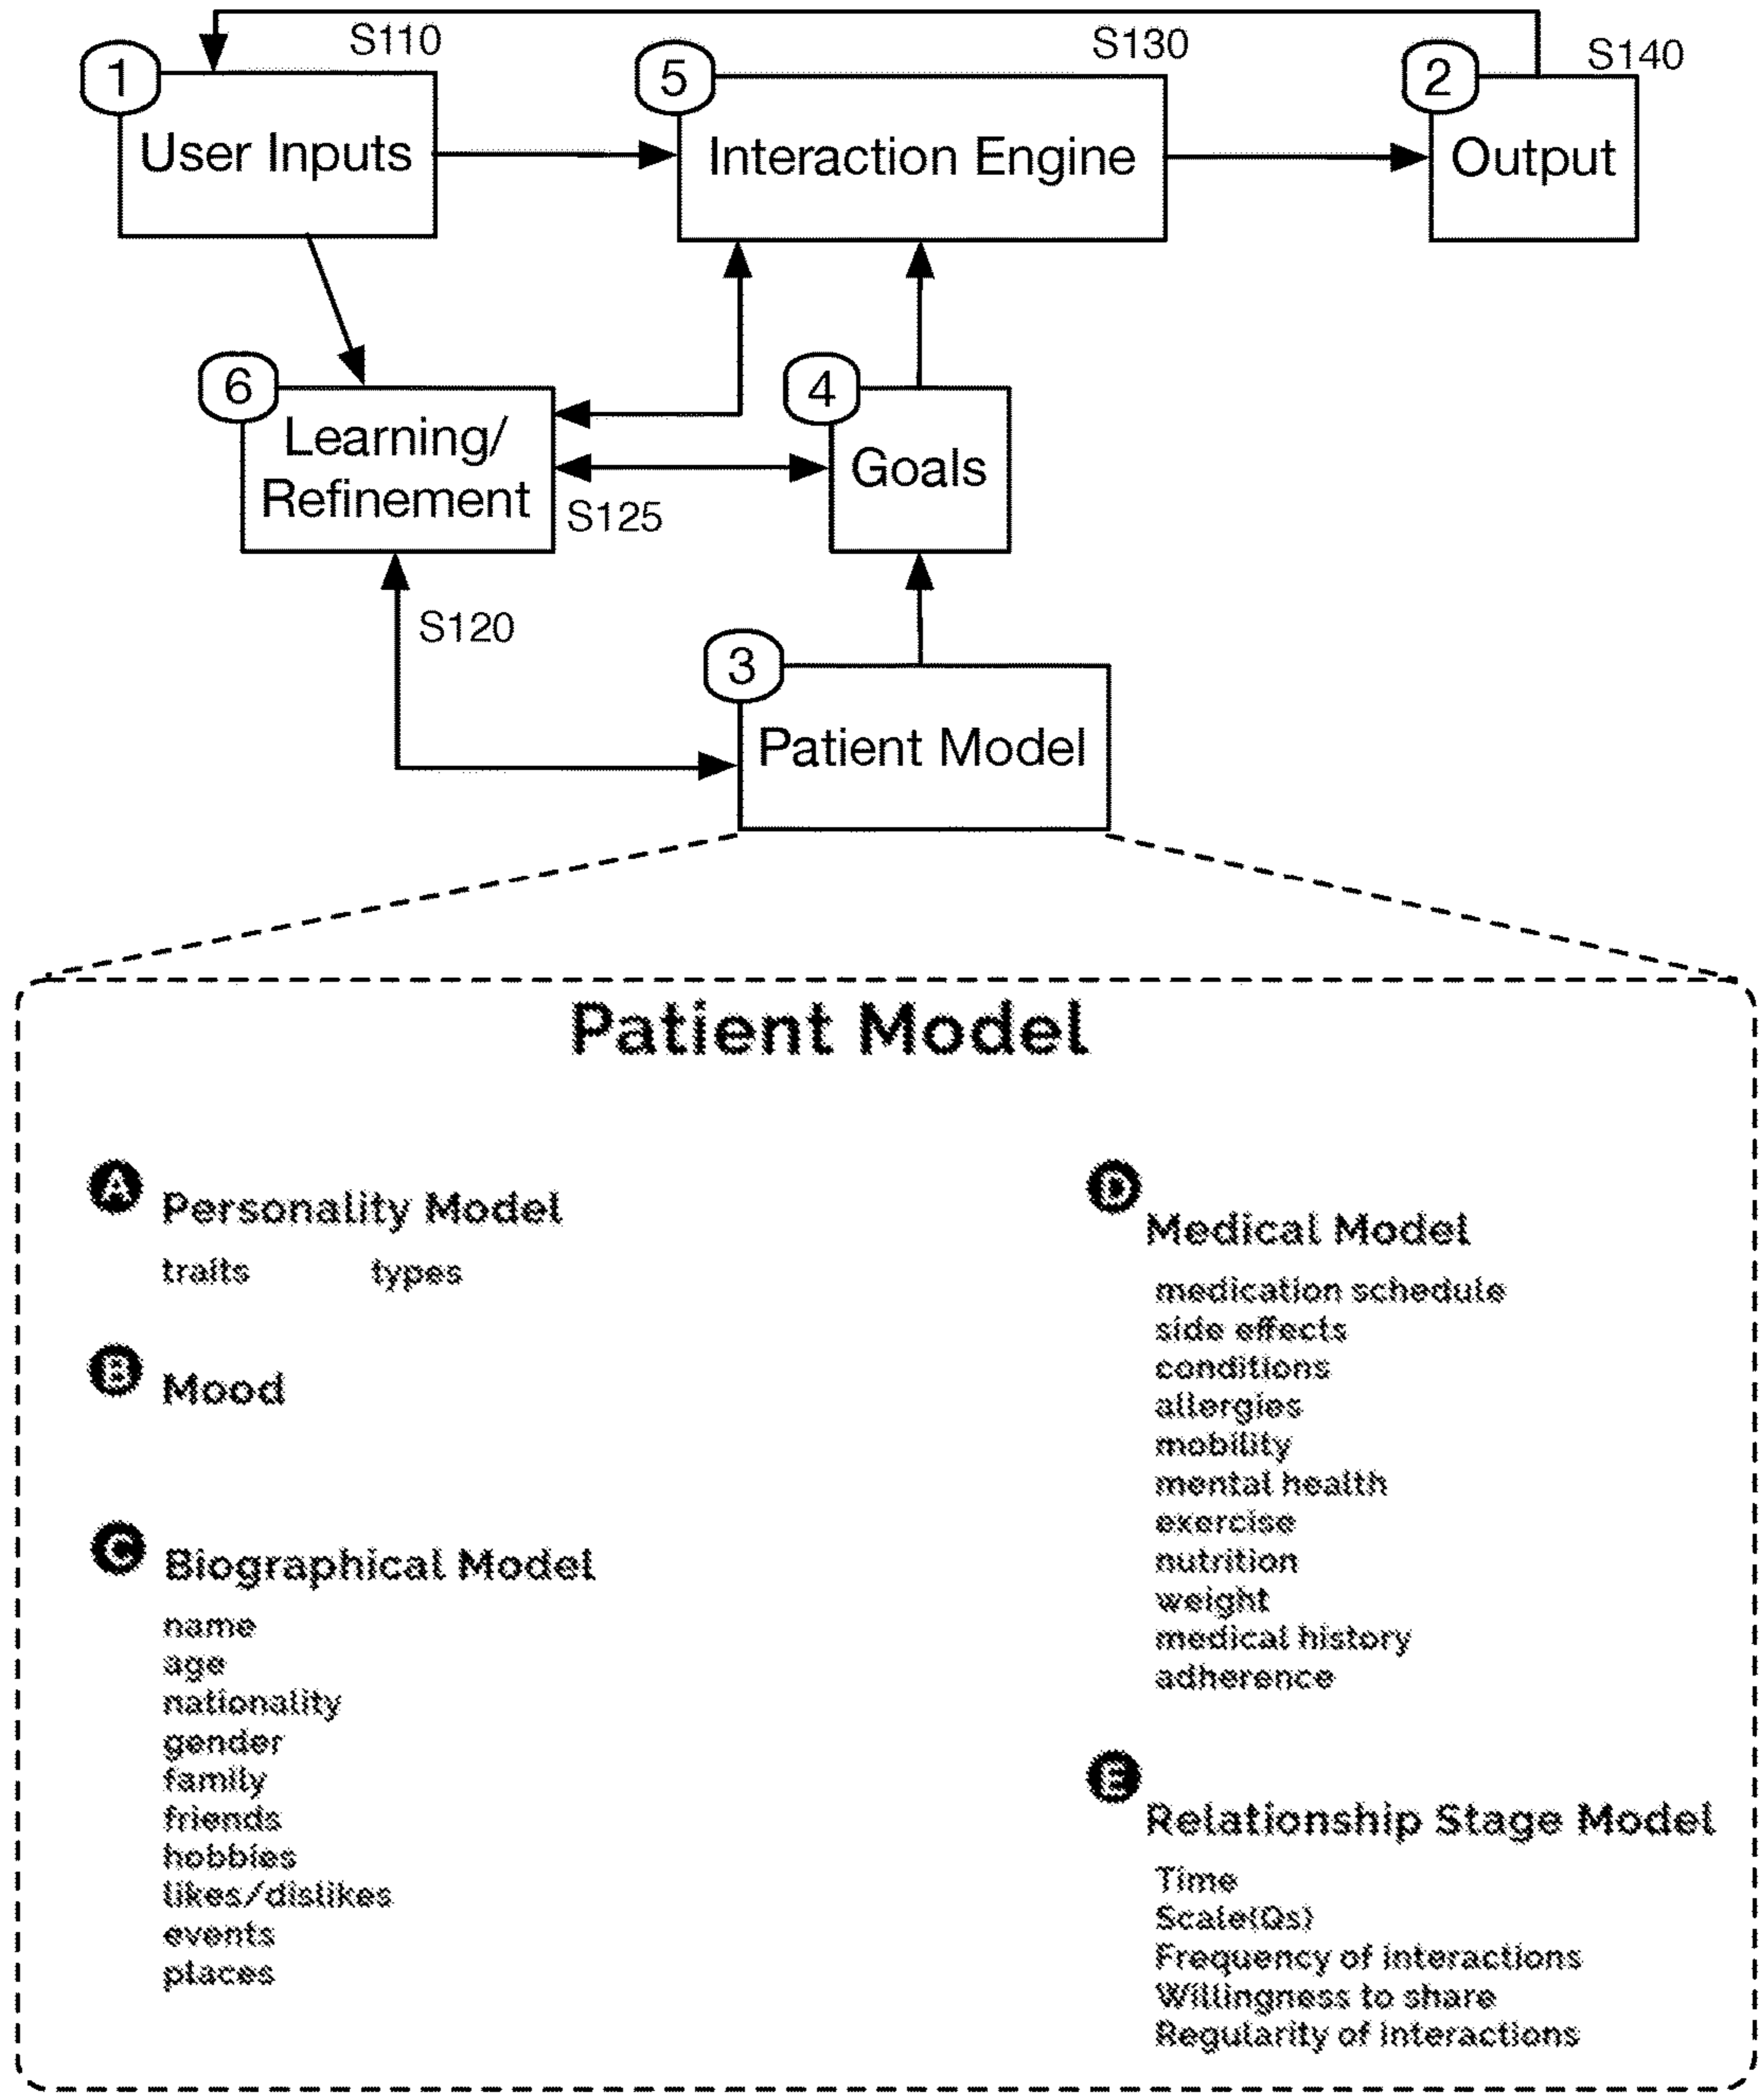 S110
S130
S140
1
5
2
User Inputs
Interaction Engine
Output
6
4
Learning/
Refinement
Goals
S125
S120
3
Patient Model
Patient Model
A
Personality Model
traits types
B
Mood
C
Biographical Model
name
age
nationality
gender
family
friends
hobbies
likes/dislikes
events
places
D
Medical Model
medication schedule
side effects
conditions
allergies
mobility
mental health
exercise
nutrition
weight
medical history
adherence
E
Relationship Stage Model
Time
Scale(Qs)
Frequency of interactions
Willingness to share
Regularity of interactions